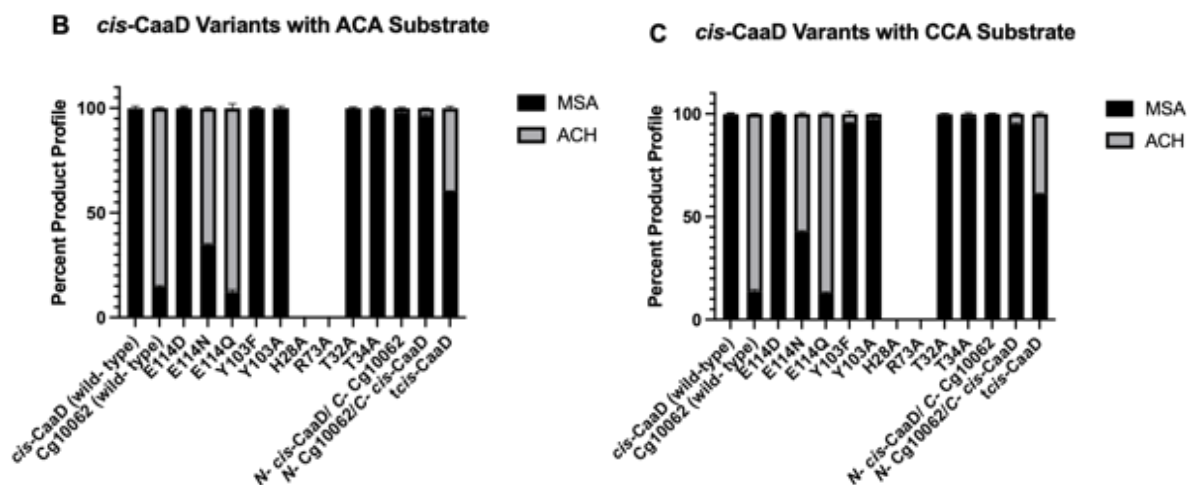 B cis-CaaD Variants with ACA Substrate
MSA
ACH
Percent Product Profile
100
50
0
cis-CaaD (wild- type)
Cg10062 (wild- type)
E114D
E114N
E114Q
Y103F
Y103A
H28A
R73A
T32A
T34A
N- cis-CaaD/ C- Cg10062
N- Cg10062/C- cis-CaaD
tcis-CaaD
C cis-CaaD Varants with CCA Substrate
MSA
ACH
Percent Product Profile
100
50
0
cis-CaaD (wild-type)
Cg10062 (wild- type)
E114D
E114N
E114Q
Y103F
Y103A
H28A
R73A
T32A
T34A
N- cis-CaaD/ C- Cg10062
N- Cg10062/C- cis-CaaD
tcis-CaaD